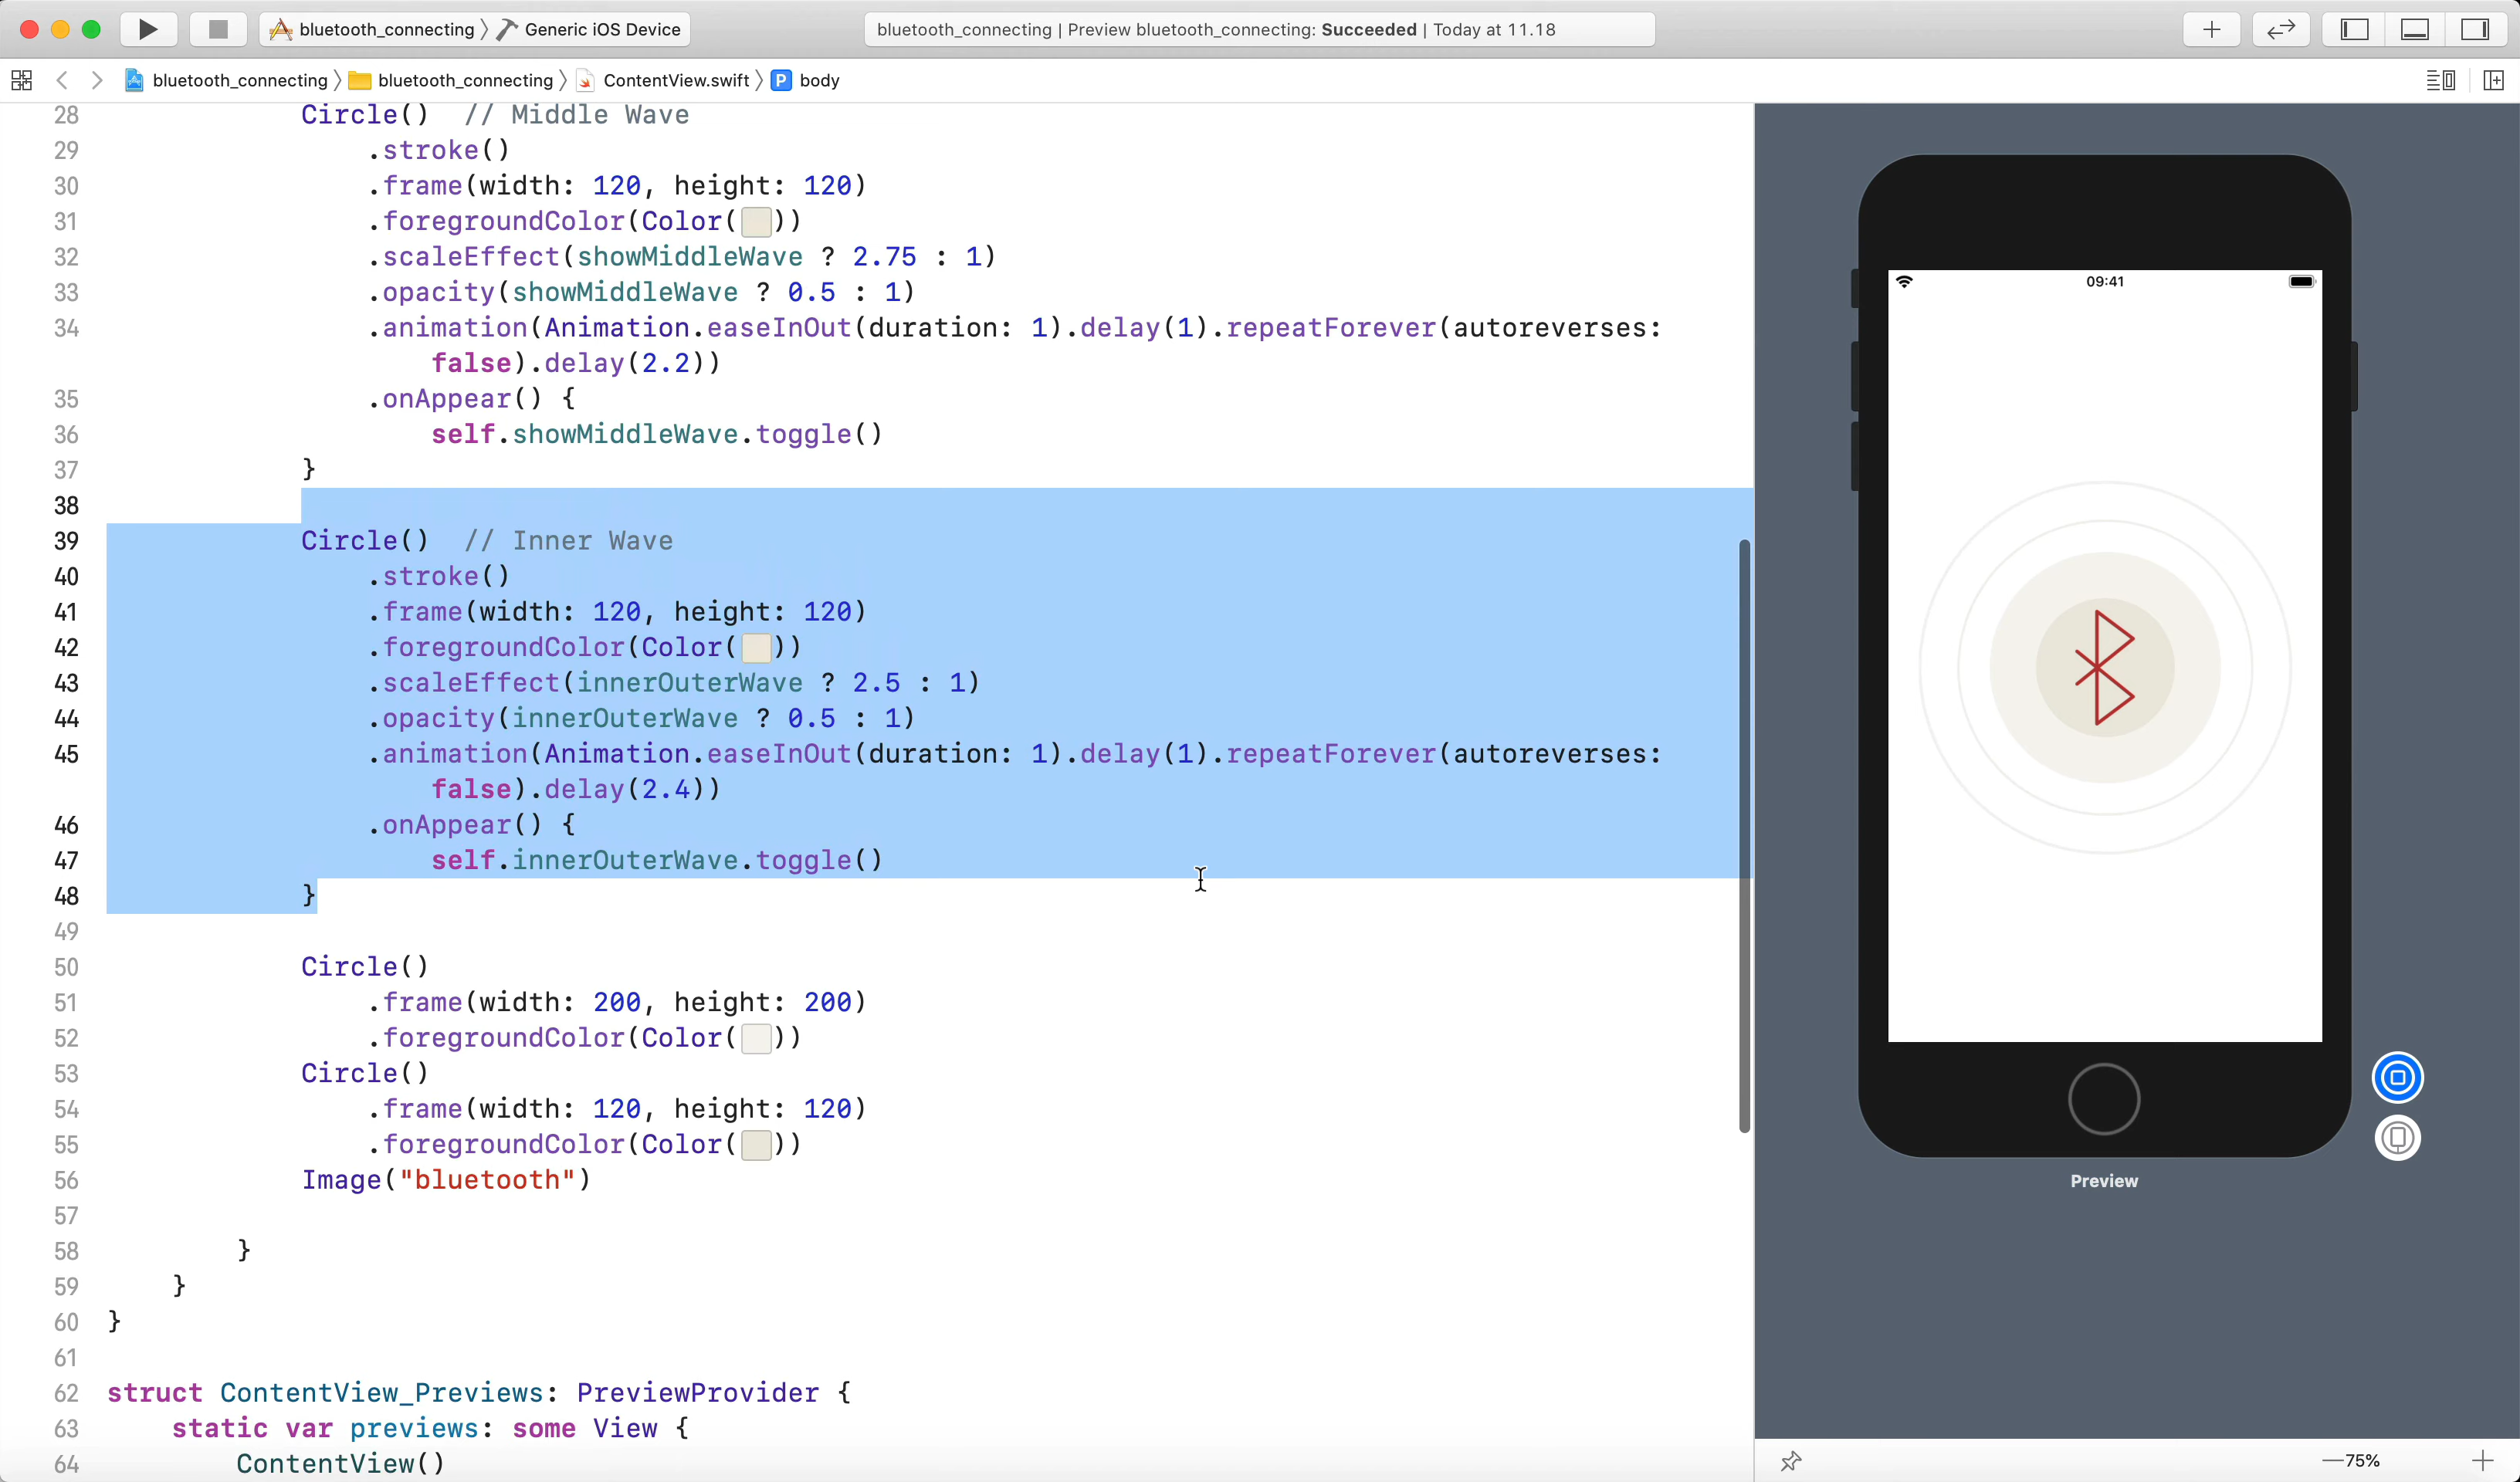 bluetooth_connecting Generic iOS Device
bluetooth_connecting | Preview bluetooth_connecting: Succeeded | Today at 11.18
bluetooth_connecting bluetooth_connecting ContentView.swift P body
28 Circle() // Middle Wave
29 .stroke()
30 .frame(width: 120, height: 120)
31 .foregroundColor(Color( ))
32 .scaleEffect(showMiddleWave ? 2.75 : 1)
33 .opacity(showMiddleWave ? 0.5 : 1)
34 .animation(Animation.easeInOut(duration: 1).delay(1).repeatForever(autoreverses:
false).delay(2.2))
35 .onAppear() {
36 self.showMiddleWave.toggle()
37 }
38
39 Circle() // Inner Wave
40 .stroke()
41 .frame(width: 120, height: 120)
42 .foregroundColor(Color( ))
43 .scaleEffect(innerOuterWave ? 2.5 : 1)
44 .opacity(innerOuterWave ? 0.5 : 1)
45 .animation(Animation.easeInOut(duration: 1).delay(1).repeatForever(autoreverses:
false).delay(2.4))
46 .onAppear() {
47 self.innerOuterWave.toggle()
48 }
49
50 Circle()
51 .frame(width: 200, height: 200)
52 .foregroundColor(Color( ))
53 Circle()
54 .frame(width: 120, height: 120)
55 .foregroundColor(Color( ))
56 Image("bluetooth")
57
58 }
59 }
60 }
61
62 struct ContentView_Previews: PreviewProvider {
63 static var previews: some View {
64 ContentView()
09:41
Preview
75%